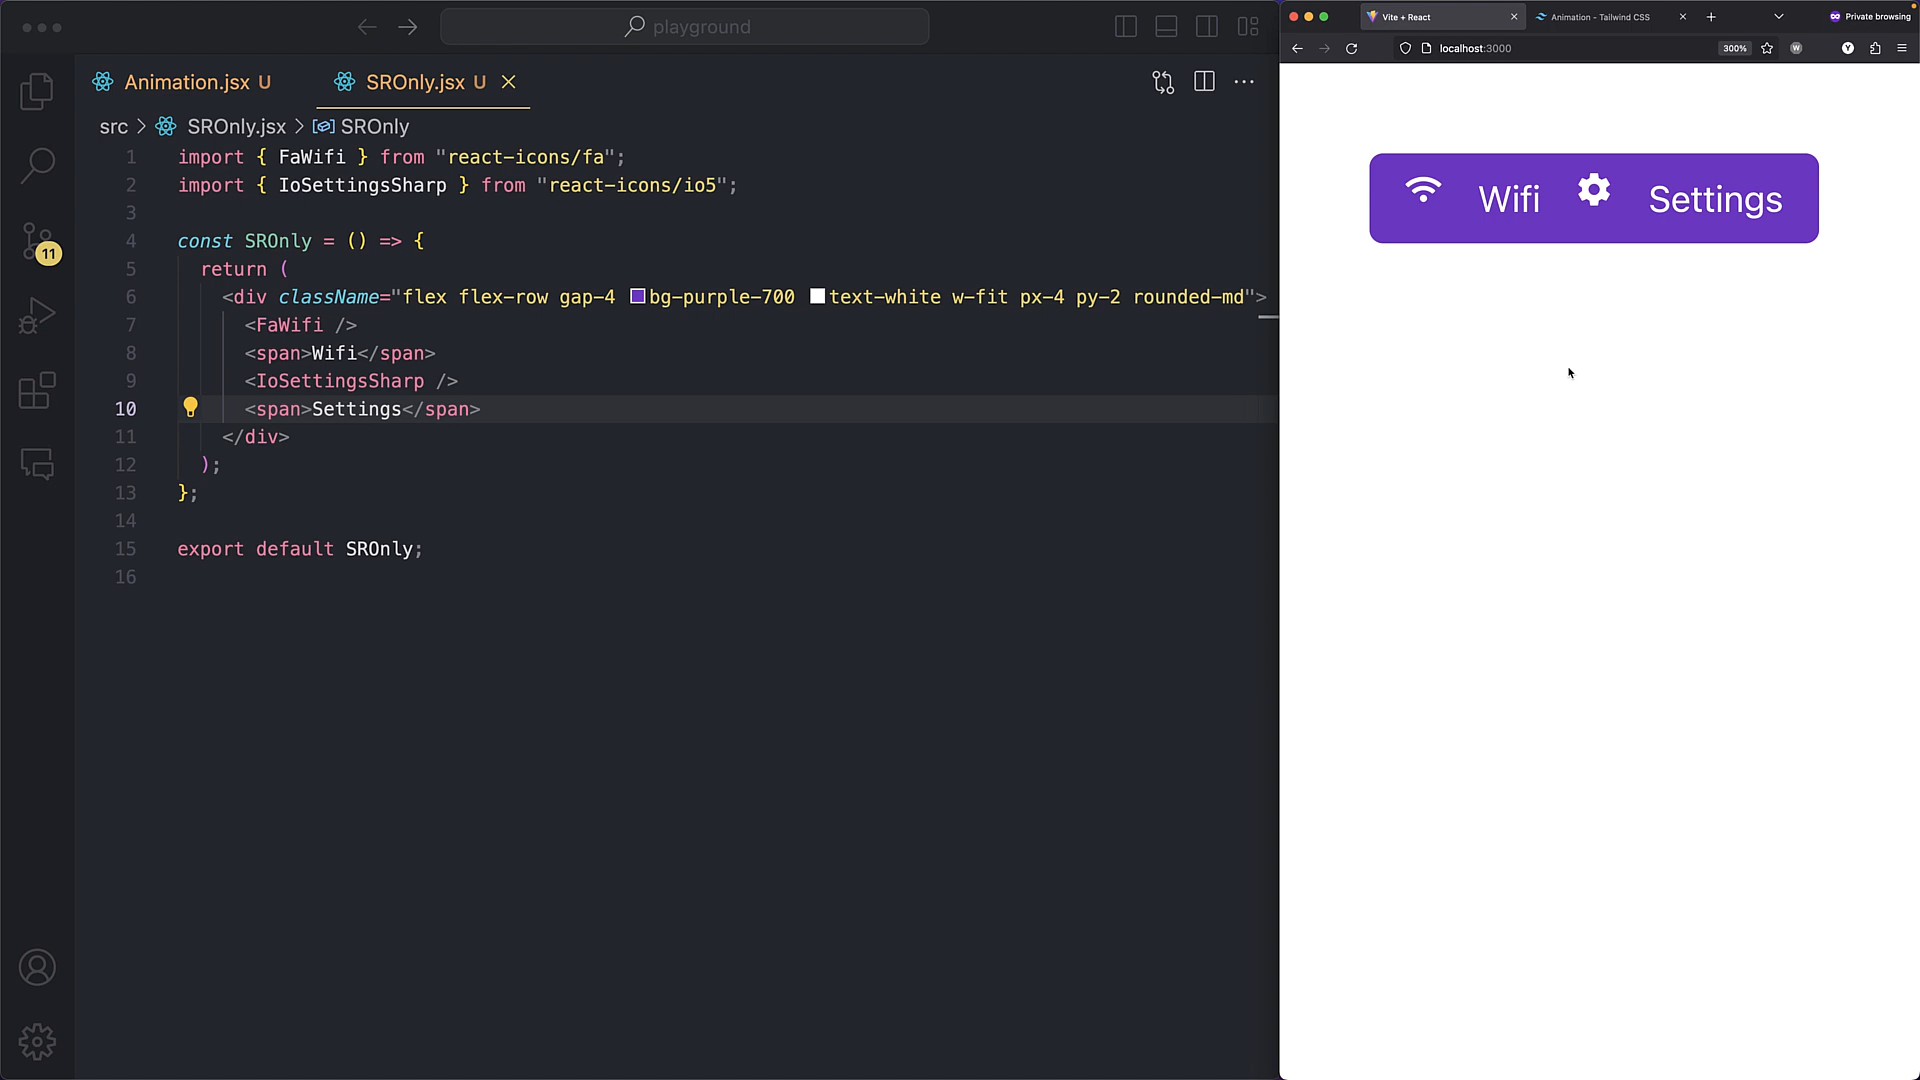 playground
Animation.jsx U
SROnly.jsx U
src > SROnly.jsx > SROnly
1 import { FaWifi } from "react-icons/fa";
2 import { IoSettingsSharp } from "react-icons/io5";
3
4 const SROnly = () => {
5 return (
6 <div className="flex flex-row gap-4 bg-purple-700 text-white w-fit px-4 py-2 rounded-md">
7 <FaWifi />
8 <span>Wifi</span>
9 <IoSettingsSharp />
10 <span>Settings</span>
11 </div>
12 );
13 };
14
15 export default SROnly;
16
11
Vite + React
Animation - Tailwind CSS
Private browsing
localhost:3000
300%
W
Y
Wifi
Settings